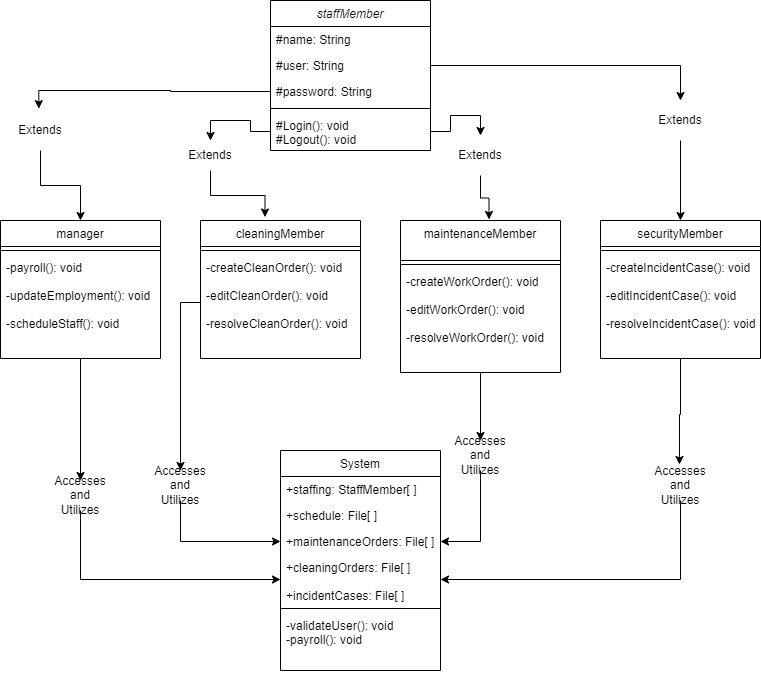 staffMember
#name: String
#user: String
#password: String
#Login(): void
#Logout(): void
Extends
Extends
Extends
Extends
manager
-payroll(): void
-updateEmployment(): void
-scheduleStaff(): void
cleaningMember
-createCleanOrder(): void
-editCleanOrder(): void
-resolveCleanOrder(): void
maintenanceMember
-createWorkOrder(): void
-editWorkOrder(): void
-resolveWorkOrder(): void
securityMember
-createIncidentCase(): void
-editIncidentCase(): void
-resolveIncidentCase(): void
Accesses
and
Utilizes
Accesses
and
Utilizes
Accesses
and
Utilizes
Accesses
and
Utilizes
System
+staffing: StaffMember[ ]
+schedule: File[ ]
+maintenanceOrders: File[ ]
+cleaningOrders: File[ ]
+incidentCases: File[ ]
-validateUser(): void
-payroll(): void